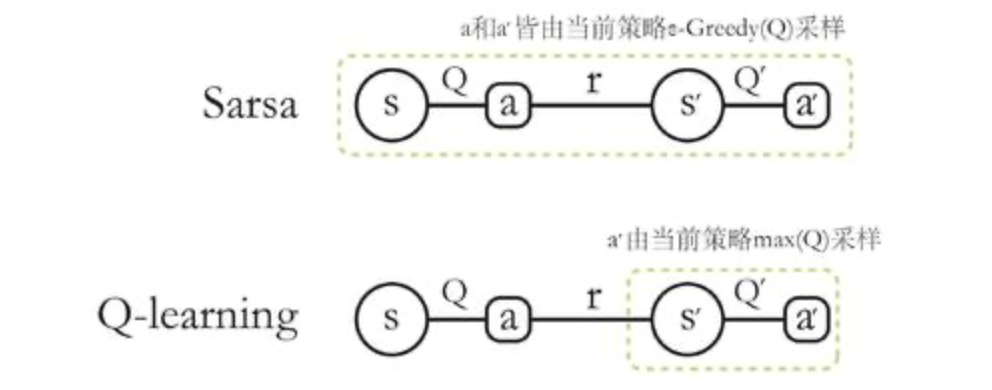 a和a′皆由当前策略ε-Greedy(Q)采样
Sarsa
s Q a r s′ Q′ a′
a′由当前策略max(Q)采样
Q-learning
s Q a r s′ Q′ a′